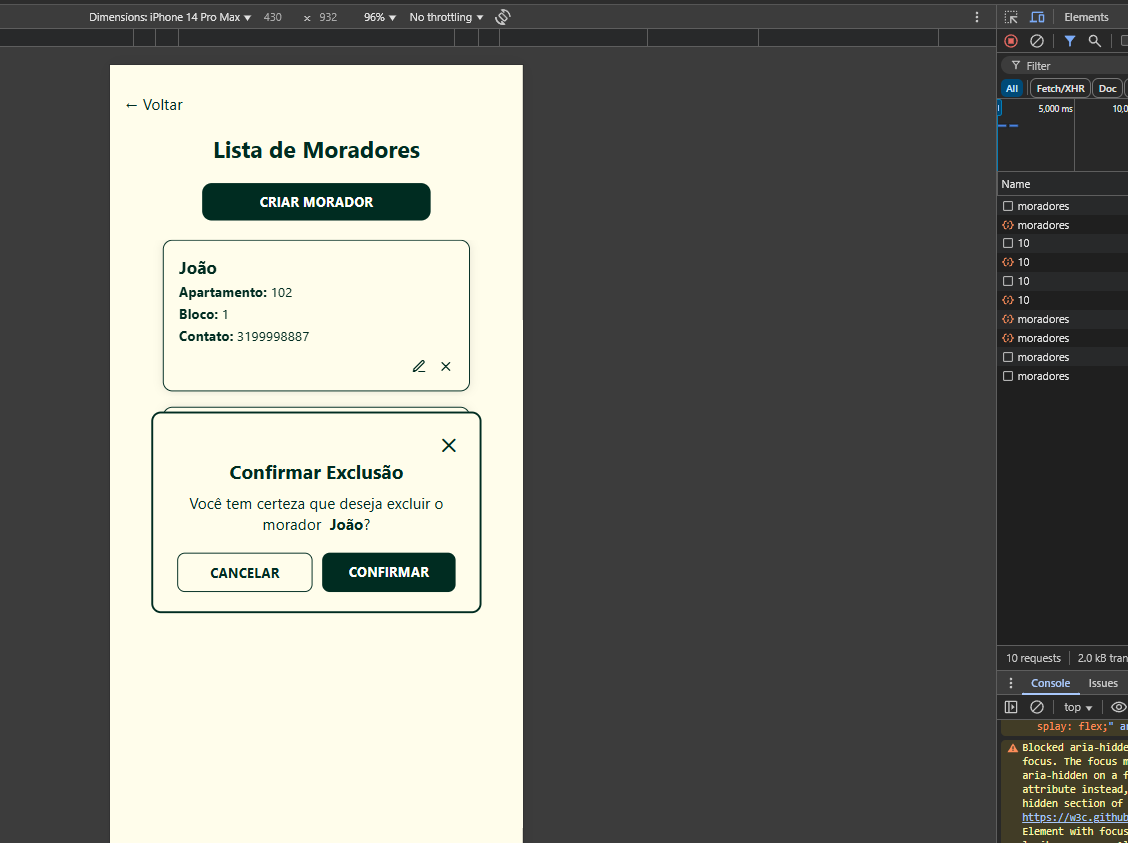 Dimensions: iPhone 14 Pro Max ▼ 430 × 932 96% ▼ No throttling ▼
Elements
Filter
All Fetch/XHR Doc
5,000 ms
← Voltar
Lista de Moradores
CRIAR MORADOR
João
Apartamento: 102
Bloco: 1
Contato: 3199998887
Confirmar Exclusão
Você tem certeza que deseja excluir o
morador João?
CANCELAR CONFIRMAR
Name
moradores
moradores
10
10
10
10
moradores
moradores
moradores
moradores
10 requests 2.0 kB tran
Console Issues
top ▼
splay: flex;" a
Blocked aria-hidde
focus. The focus m
aria-hidden on a f
attribute instead,
hidden section of
https://w3c.github
Element with focus